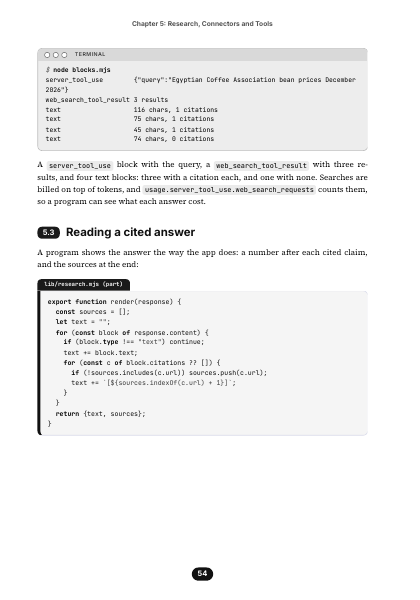 Chapter 5: Research, Connectors and Tools
TERMINAL
$ node blocks.mjs
server_tool_use {"query":"Egyptian Coffee Association bean prices December
2026"}
web_search_tool_result 3 results
text 116 chars, 1 citations
text 75 chars, 1 citations
text 45 chars, 1 citations
text 74 chars, 0 citations
A server_tool_use block with the query, a web_search_tool_result with three re-
sults, and four text blocks: three with a citation each, and one with none. Searches are
billed on top of tokens, and usage.server_tool_use.web_search_requests counts them,
so a program can see what each answer cost.
5.3 Reading a cited answer
A program shows the answer the way the app does: a number after each cited claim,
and the sources at the end:
lib/research.mjs (part)
export function render(response) {
  const sources = [];
  let text = "";
  for (const block of response.content) {
    if (block.type !== "text") continue;
    text += block.text;
    for (const c of block.citations ?? []) {
      if (!sources.includes(c.url)) sources.push(c.url);
      text += `[${sources.indexOf(c.url) + 1}]`;
    }
  }
  return {text, sources};
}
54